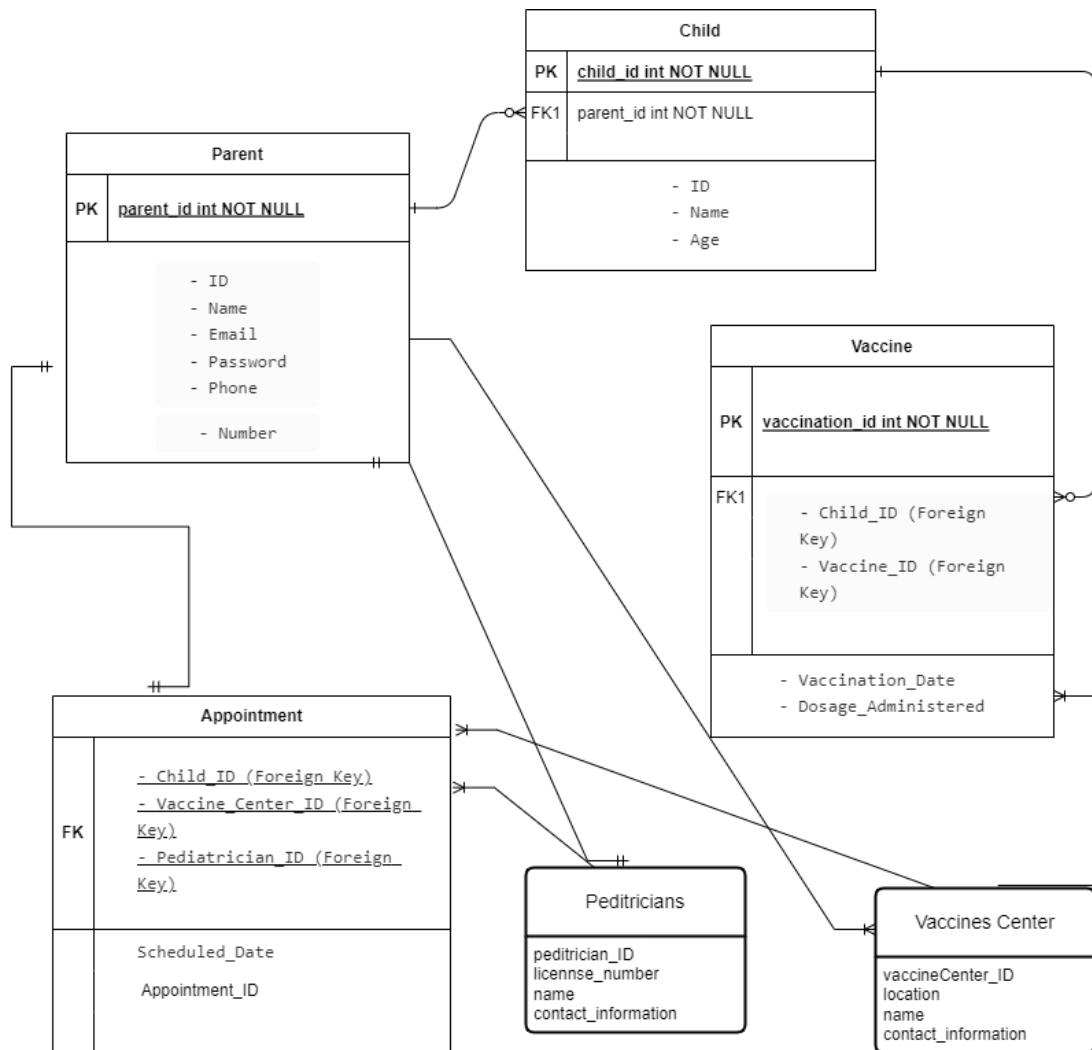 Child
PK child_id int NOT NULL
FK1 parent_id int NOT NULL
- ID
- Name
- Age
Parent
PK parent_id int NOT NULL
- ID
- Name
- Email
- Password
- Phone
- Number
Vaccine
PK vaccination_id int NOT NULL
FK1
- Child_ID (Foreign
Key)
- Vaccine_ID (Foreign
Key)
- Vaccination_Date
- Dosage_Administered
Appointment
FK
- Child_ID (Foreign Key)
- Vaccine_Center_ID (Foreign
Key)
- Pediatrician_ID (Foreign
Key)
Scheduled_Date
Appointment_ID
Peditricians
peditrician_ID
licennse_number
name
contact_information
Vaccines Center
vaccineCenter_ID
location
name
contact_information